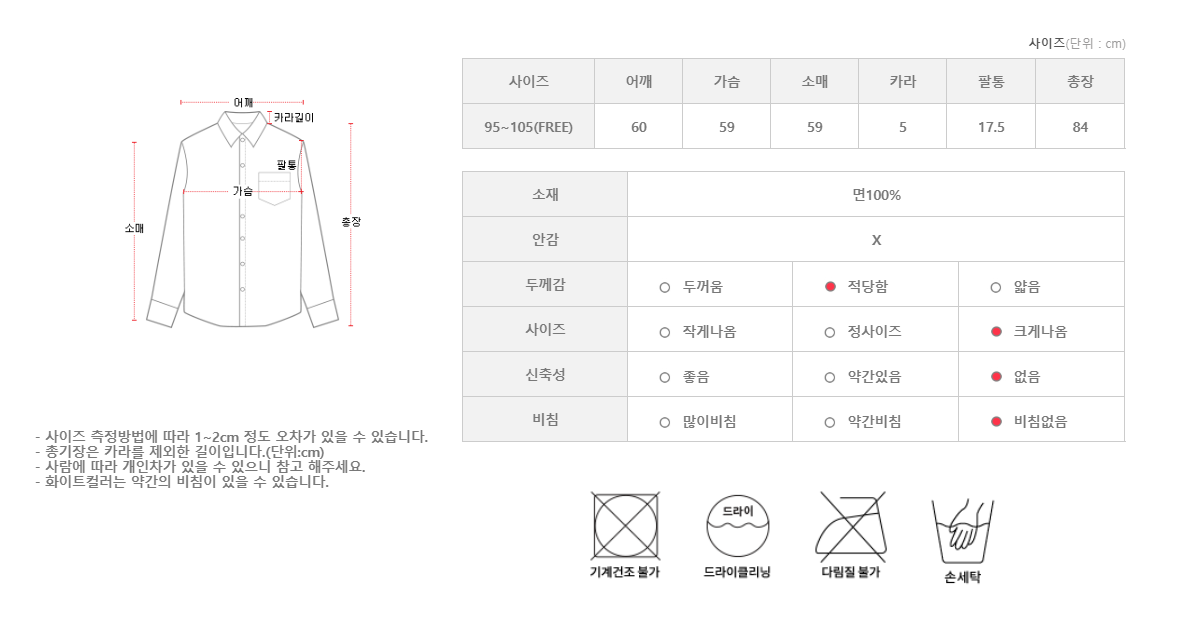 사이즈(단위 : cm)
사이즈 어깨 가슴 소매 카라 팔통 총장
95~105(FREE) 60 59 59 5 17.5 84
어깨
카라길이
팔통
가슴
소매
총장
소재 면100%
안감 X
두께감 두꺼움 적당함 얇음
사이즈 작게나옴 정사이즈 크게나옴
신축성 좋음 약간있음 없음
비침 많이비침 약간비침 비침없음
- 사이즈 측정방법에 따라 1~2cm 정도 오차가 있을 수 있습니다.
- 총기장은 카라를 제외한 길이입니다.(단위:cm)
- 사람에 따라 개인차가 있을 수 있으니 참고 해주세요.
- 화이트컬러는 약간의 비침이 있을 수 있습니다.
드라이
기계건조 불가 드라이클리닝 다림질 불가 손세탁